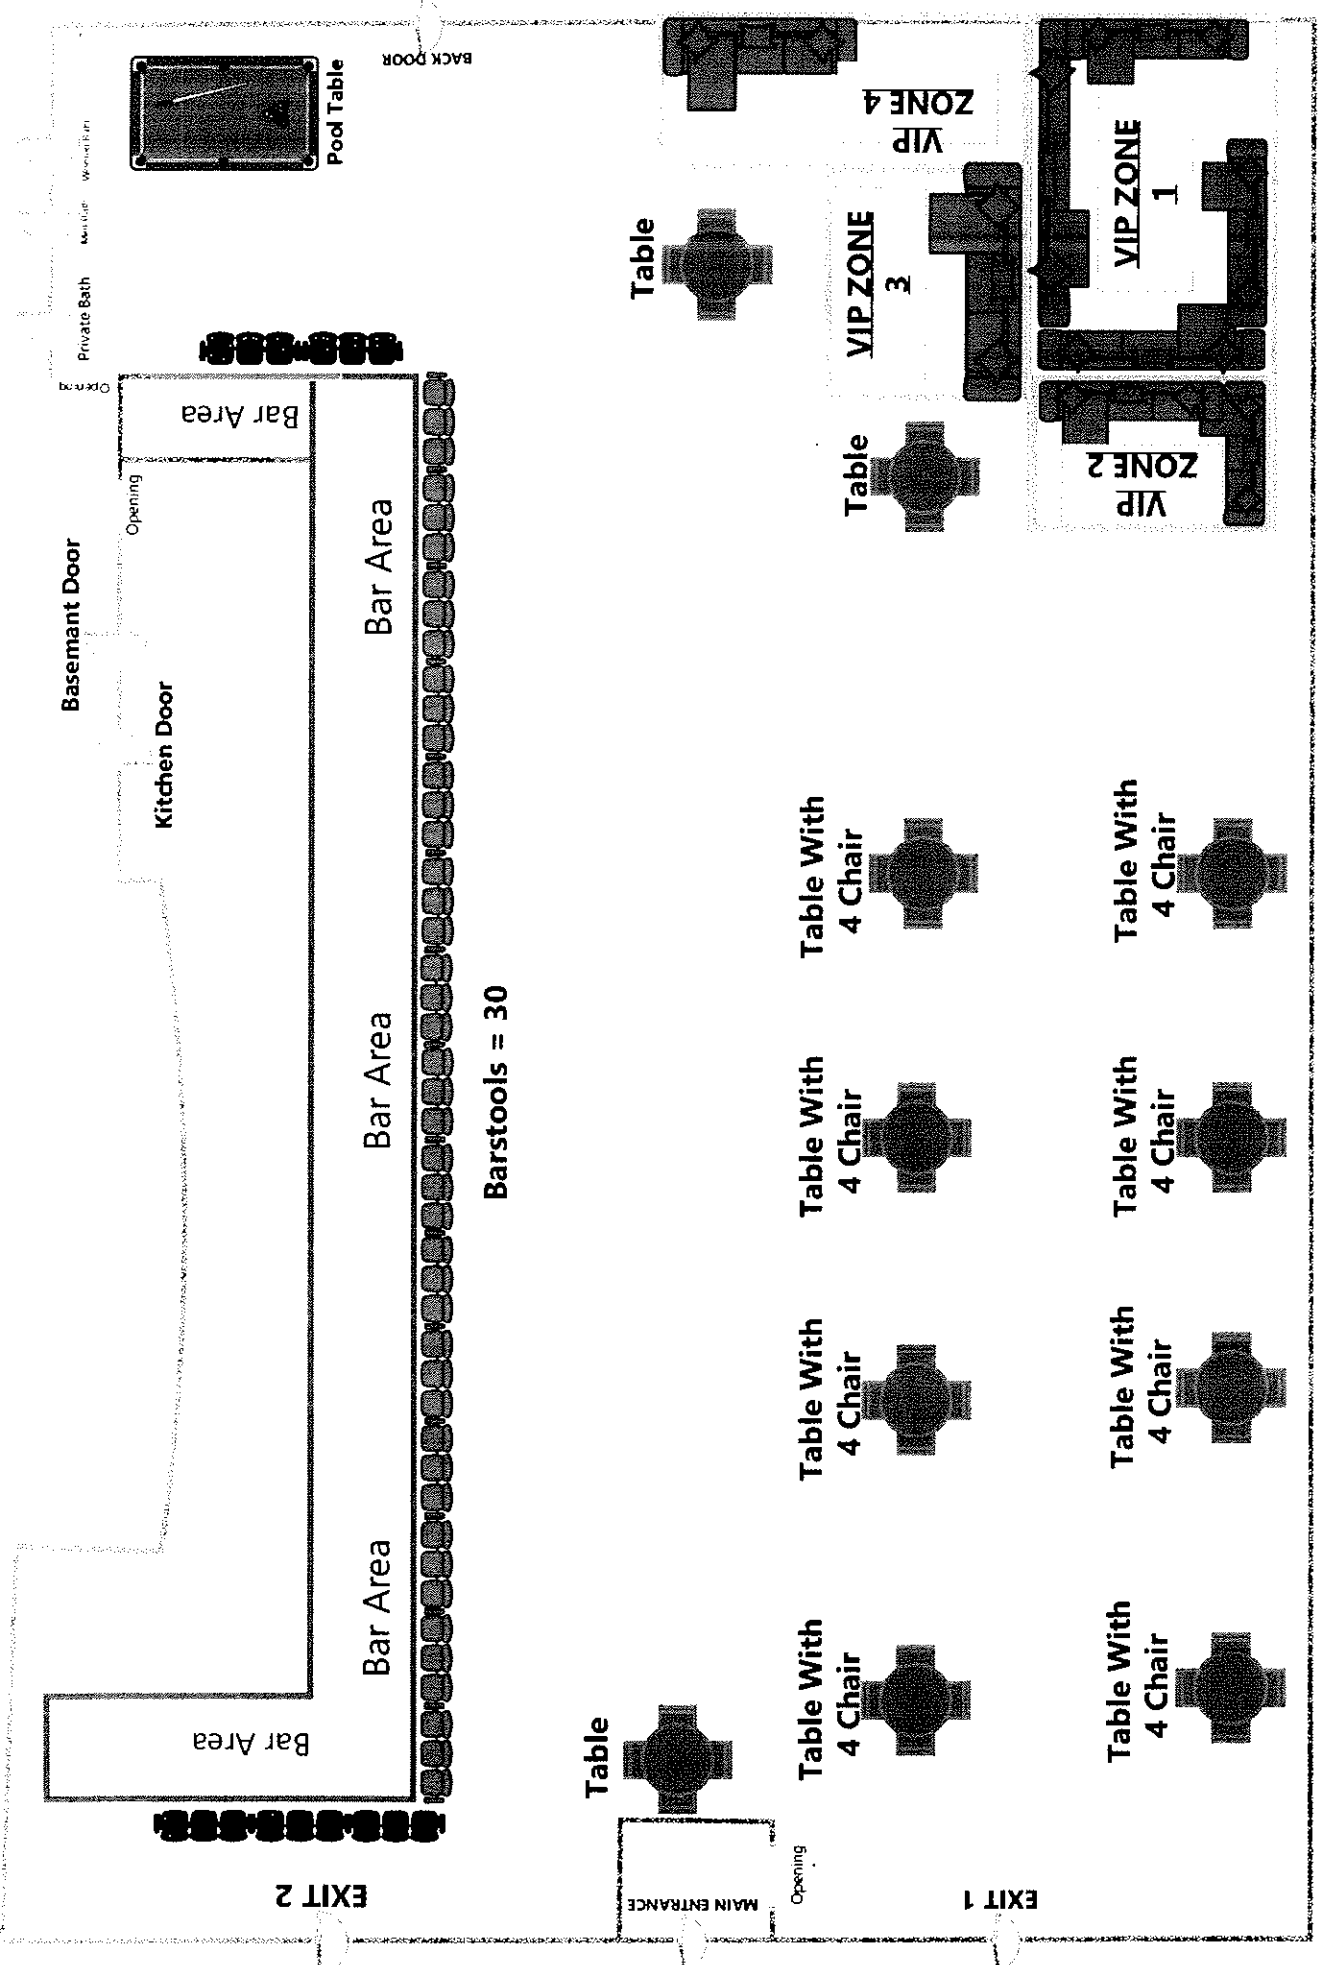 BACK DOOR
Pool Table
Women Bath
Men Bath
Private Bath
Opening
Bar Area
Opening
Basemant Door
Kitchen Door
Bar Area
Bar Area
Bar Area
Bar Area
Barstools = 30
EXIT 2
MAIN ENTRANCE
Opening
EXIT 1
Table
Table
Table
VIP
ZONE 4
VIP ZONE
3
VIP ZONE
1
VIP
ZONE 2
Table With
4 Chair
Table With
4 Chair
Table With
4 Chair
Table With
4 Chair
Table With
4 Chair
Table With
4 Chair
Table With
4 Chair
Table With
4 Chair